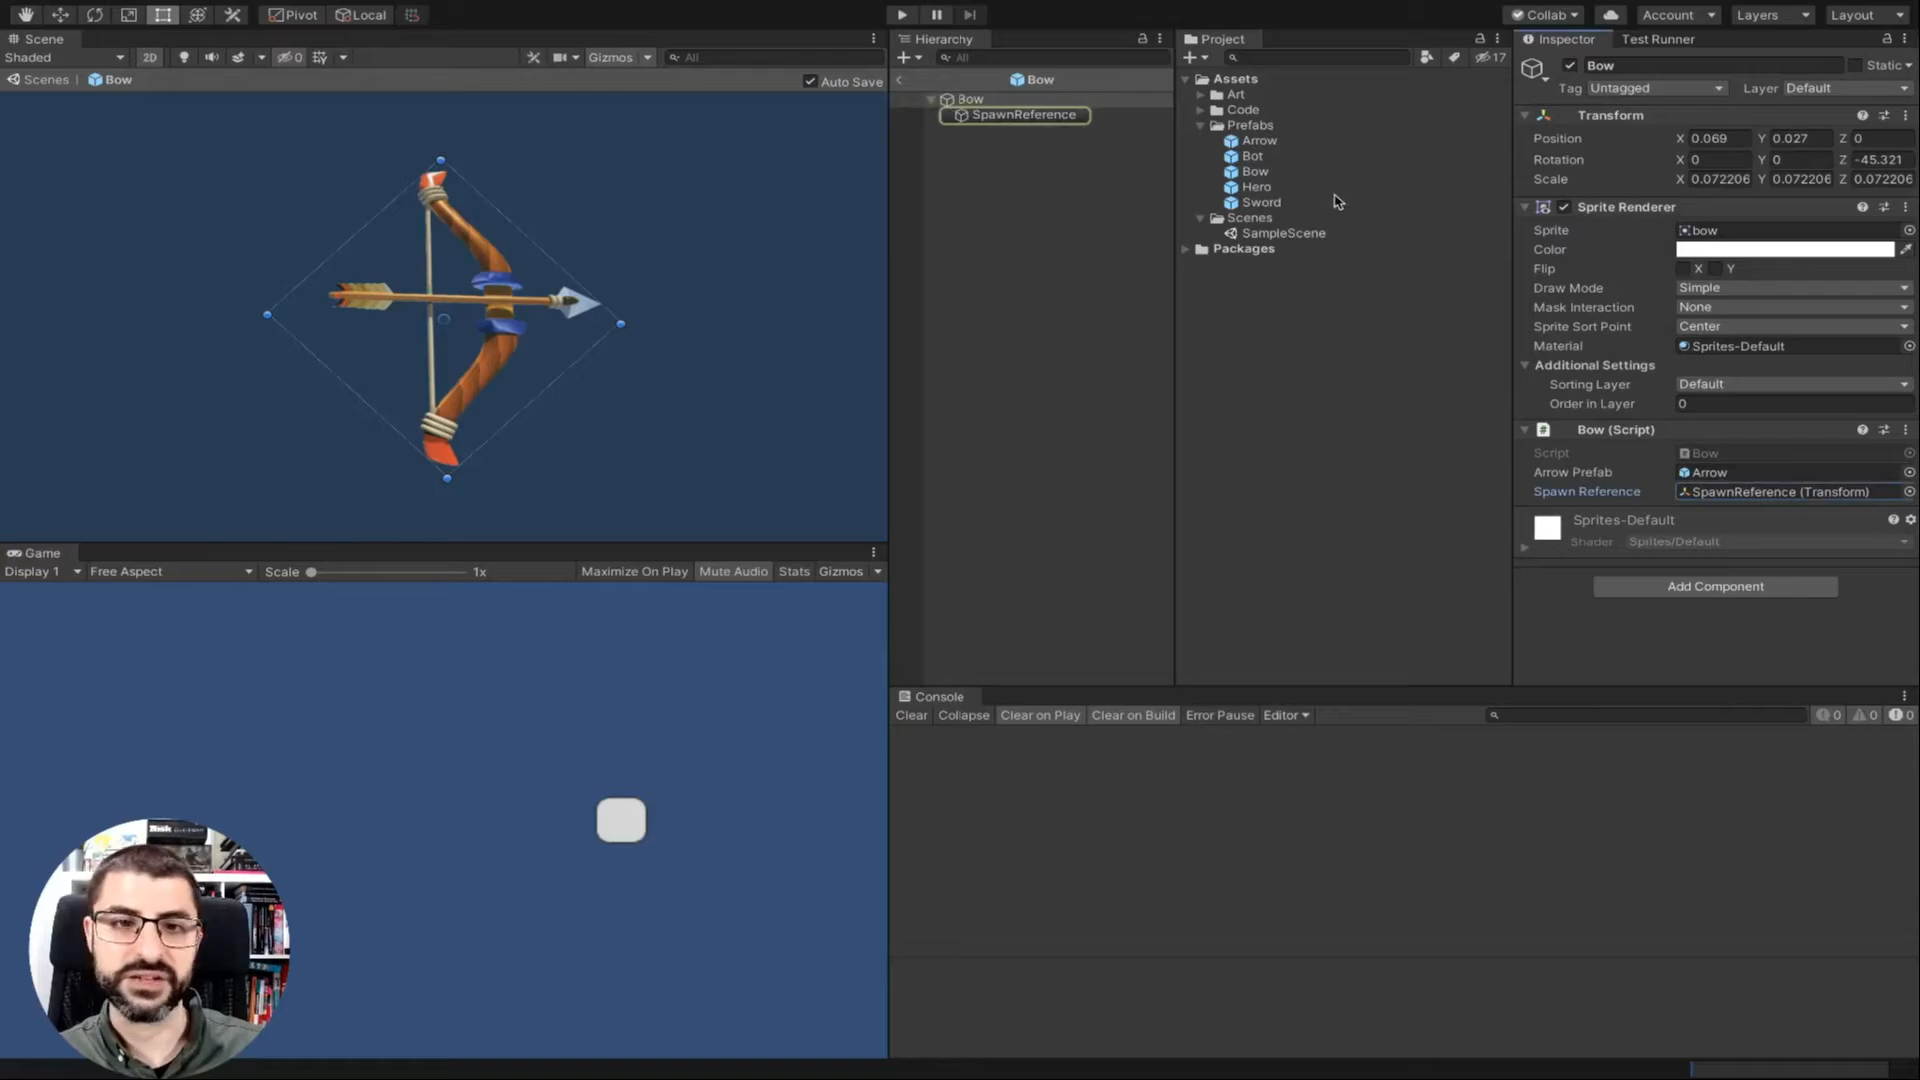 Pivot Local
Collab Account Layers Layout
Scene
Shaded 2D 0 Gizmos All
Scenes Bow Auto Save
Game
Display 1 Free Aspect Scale 1x Maximize On Play Mute Audio Stats Gizmos
Hierarchy
All
Bow
Bow
SpawnReference
Project
17
Assets
Art
Code
Prefabs
Arrow
Bot
Bow
Hero
Sword
Scenes
SampleScene
Packages
Inspector Test Runner
Bow Static
Tag Untagged Layer Default
Transform
Position X 0.069 Y 0.027 Z 0
Rotation X 0 Y 0 Z -45.321
Scale X 0.072206 Y 0.072206 Z 0.072206
Sprite Renderer
Sprite bow
Color
Flip X Y
Draw Mode Simple
Mask Interaction None
Sprite Sort Point Center
Material Sprites-Default
Additional Settings
Sorting Layer Default
Order in Layer 0
# Bow (Script)
Script Bow
Arrow Prefab Arrow
Spawn Reference SpawnReference (Transform)
Sprites-Default
Shader Sprites/Default
Add Component
Console
Clear Collapse Clear on Play Clear on Build Error Pause Editor 0 0 0
Risk